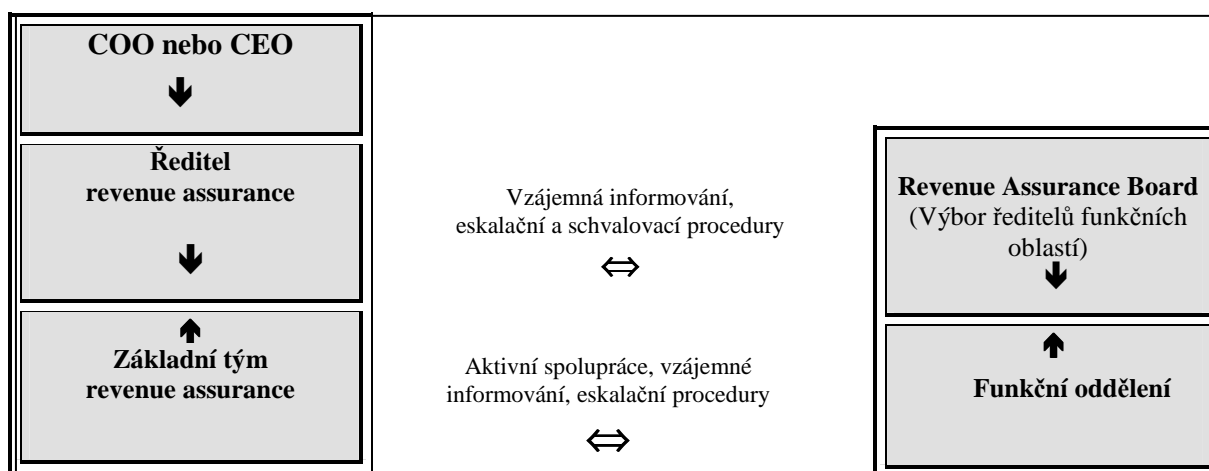 COO nebo CEO
Ředitel
revenue assurance
Vzájemná informování,
eskalační a schvalovací procedury
Revenue Assurance Board
(Výbor ředitelů funkčních
oblastí)
Základní tým
revenue assurance
Aktivní spolupráce, vzájemné
informování, eskalační procedury
Funkční oddělení